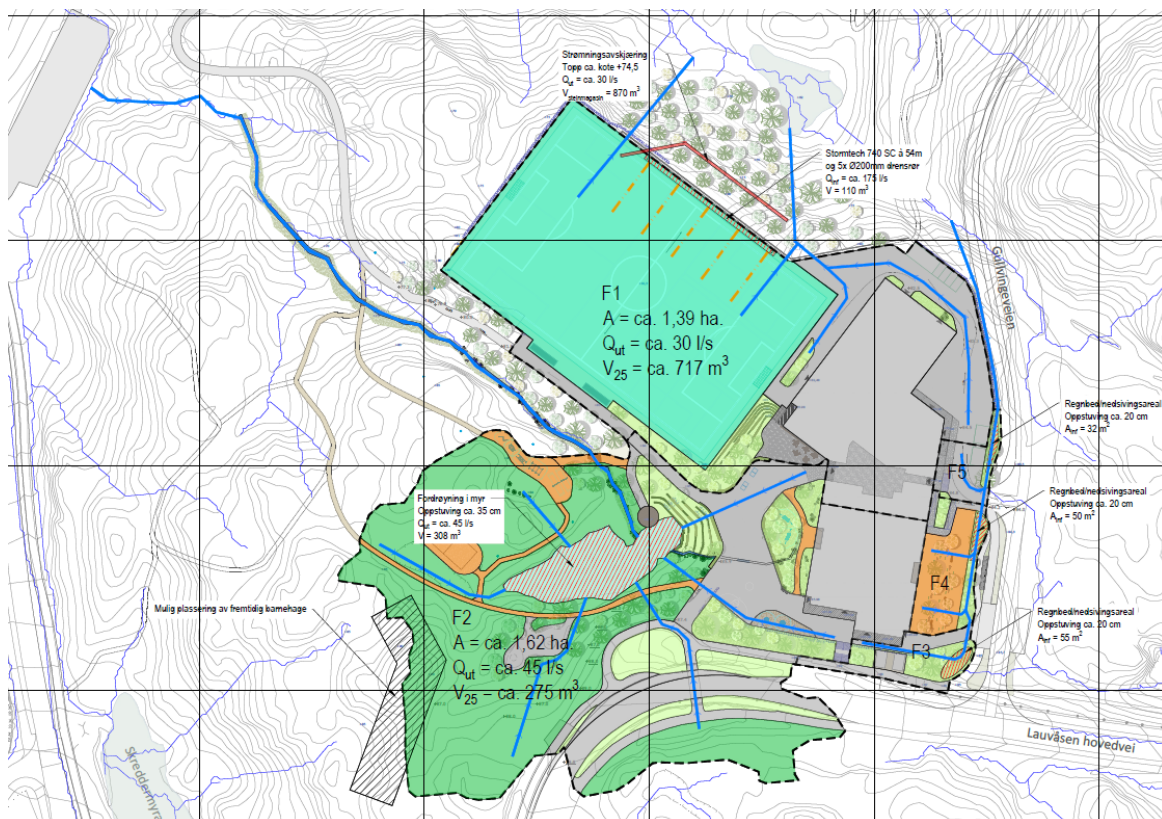 Strømningsavskjæring
Topp ca. kote +74,5
Qut = ca. 30 l/s
Vsteinmagasin = 870 m³
Stormtech 740 SC à 54m
og 5x Ø200mm drensrør
Qinf = ca. 175 l/s
V = 110 m³
Gullvingeveien
F1
A = ca. 1,39 ha.
Qut = ca. 30 l/s
V25 = ca. 717 m³
Regnbed/nedsivingsareal
Oppstuving ca. 20 cm
Ainf = 32 m²
F5
Fordrøyning i myr
Oppstuving ca. 35 cm
Qut = ca. 45 l/s
V = 308 m³
Regnbed/nedsivingsareal
Oppstuving ca. 20 cm
Ainf = 50 m²
F4
Mulig plassering av fremtidig barnehage
Regnbed/nedsivingsareal
Oppstuving ca. 20 cm
Ainf = 55 m²
F2
A = ca. 1,62 ha.
Qut = ca. 45 l/s
V25 = ca. 275 m³
F3
Lauvåsen hovedvei
Skreddermyra